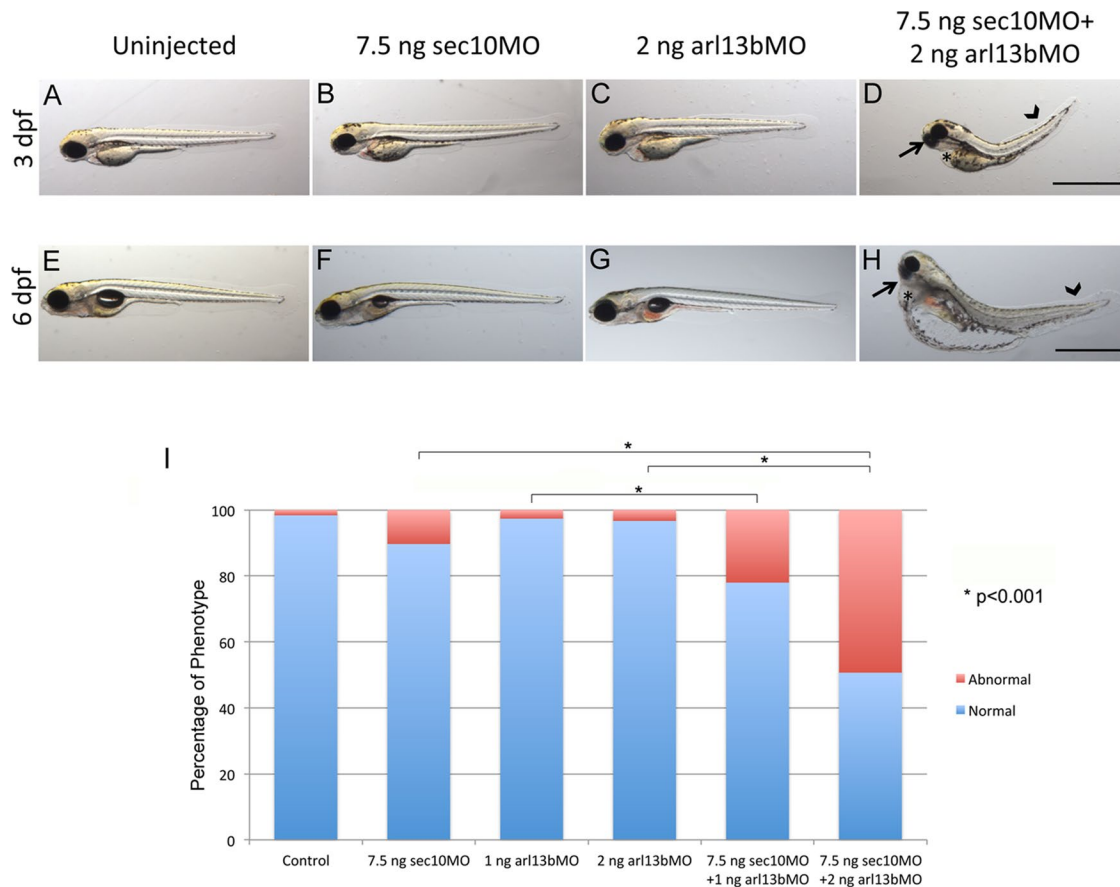 Uninjected
7.5 ng sec10MO
2 ng arl13bMO
7.5 ng sec10MO+
2 ng arl13bMO
3 dpf
A
B
C
D
*
6 dpf
E
F
G
H
*
I
*
*
*
Percentage of Phenotype
100
80
60
40
20
0
Control
7.5 ng sec10MO
1 ng arl13bMO
2 ng arl13bMO
7.5 ng sec10MO
+1 ng arl13bMO
7.5 ng sec10MO
+2 ng arl13bMO
* p<0.001
Abnormal
Normal